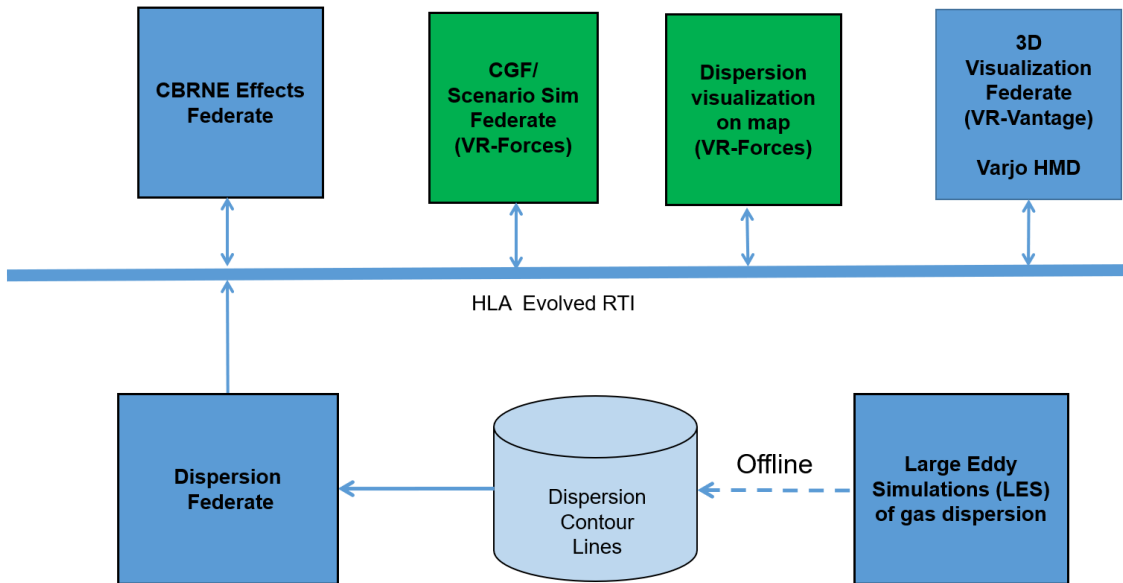 CBRNE Effects
Federate
CGF/
Scenario Sim
Federate
(VR-Forces)
Dispersion
visualization
on map
(VR-Forces)
3D
Visualization
Federate
(VR-Vantage)
Varjo HMD
HLA  Evolved RTI
Dispersion
Federate
Dispersion
Contour
Lines
Offline
Large Eddy
Simulations (LES)
of gas dispersion